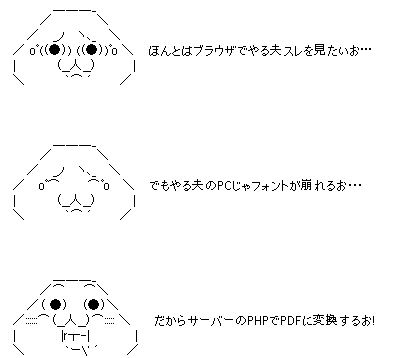 ほんとはブラウザでやる夫スレを見たいお…
でもやる夫のPCじゃフォントが崩れるお…
だからサーバーのPHPでPDFに変換するお!